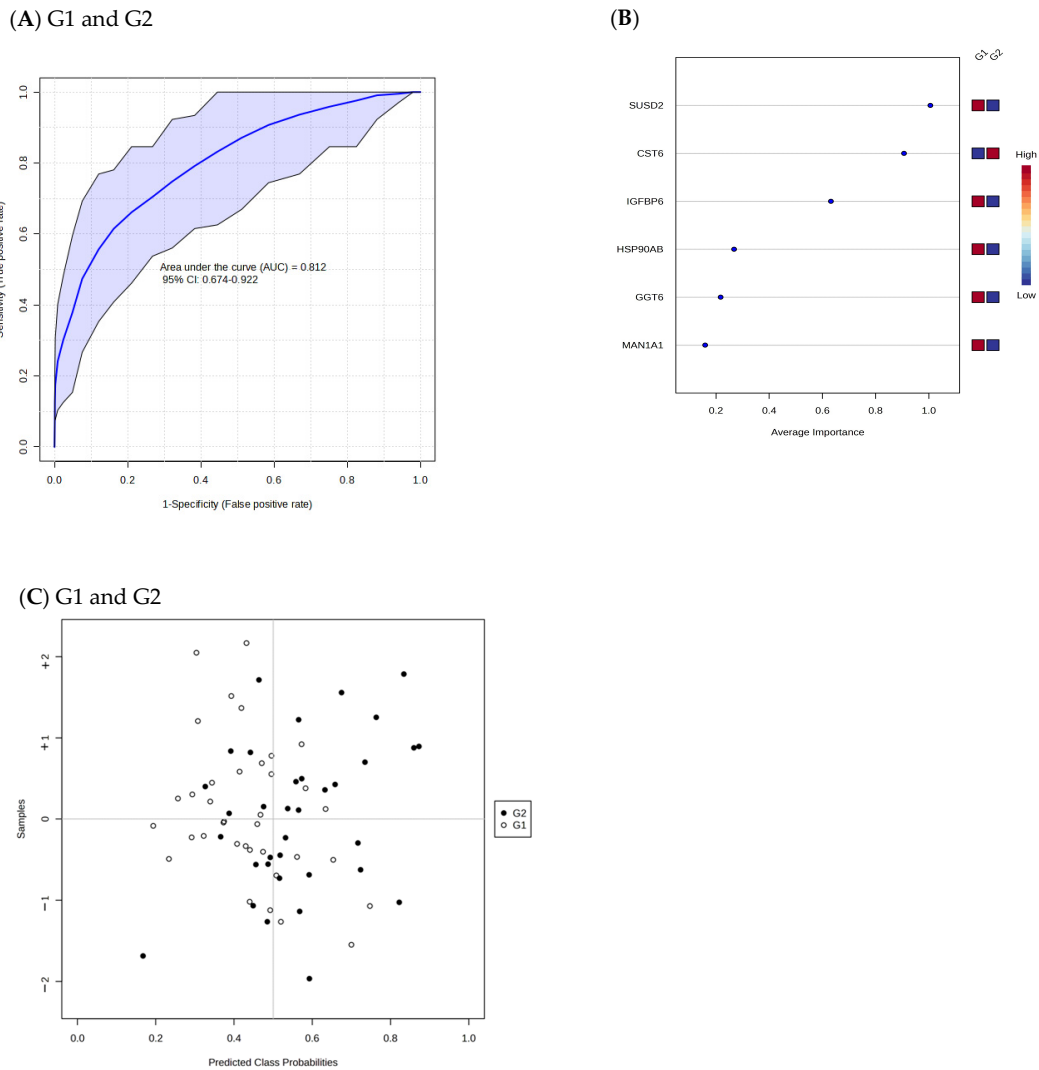 (A) G1 and G2
(B)
G1 G2
SUSD2
CST6
IGFBP6
HSP90AB
GGT6
MAN1A1
High
Low
0.2 0.4 0.6 0.8 1.0
Average Importance
1.0
0.8
0.6
0.4
0.2
0.0
Sensitivity (True positive rate)
Area under the curve (AUC) = 0.812
95% CI: 0.674-0.922
0.0 0.2 0.4 0.6 0.8 1.0
1-Specificity (False positive rate)
(C) G1 and G2
+2
+1
0
−1
−2
Samples
G2
G1
0.0 0.2 0.4 0.6 0.8 1.0
Predicted Class Probabilities